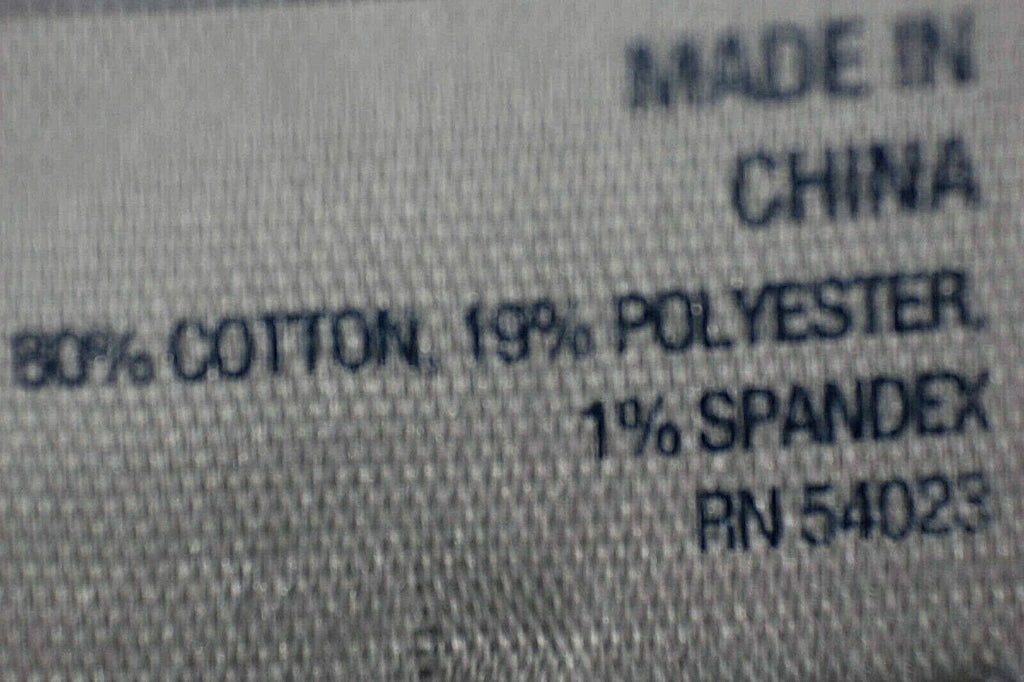 MADE IN
CHINA
80% COTTON, 19% POLYESTER,
1% SPANDEX
RN 54023